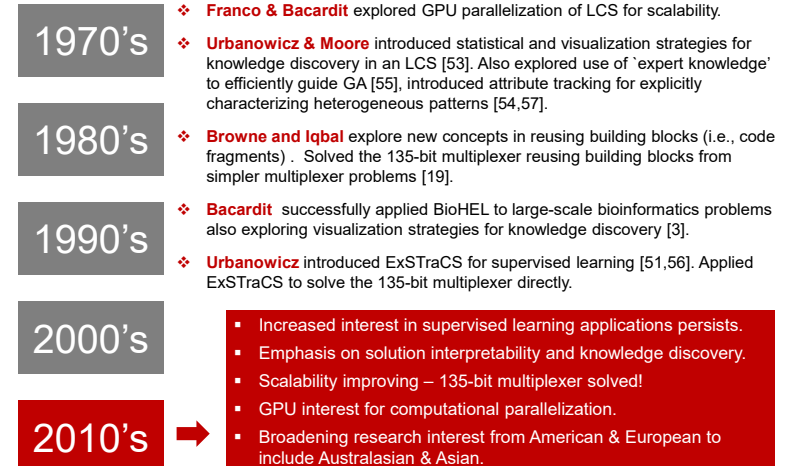 1970's
1980's
1990's
2000's
2010's
❖ Franco & Bacardit explored GPU parallelization of LCS for scalability.
❖ Urbanowicz & Moore introduced statistical and visualization strategies for
knowledge discovery in an LCS [53]. Also explored use of `expert knowledge'
to efficiently guide GA [55], introduced attribute tracking for explicitly
characterizing heterogeneous patterns [54,57].
❖ Browne and Iqbal explore new concepts in reusing building blocks (i.e., code
fragments) . Solved the 135-bit multiplexer reusing building blocks from
simpler multiplexer problems [19].
❖ Bacardit successfully applied BioHEL to large-scale bioinformatics problems
also exploring visualization strategies for knowledge discovery [3].
❖ Urbanowicz introduced ExSTraCS for supervised learning [51,56]. Applied
ExSTraCS to solve the 135-bit multiplexer directly.
▪ Increased interest in supervised learning applications persists.
▪ Emphasis on solution interpretability and knowledge discovery.
▪ Scalability improving – 135-bit multiplexer solved!
▪ GPU interest for computational parallelization.
▪ Broadening research interest from American & European to
include Australasian & Asian.